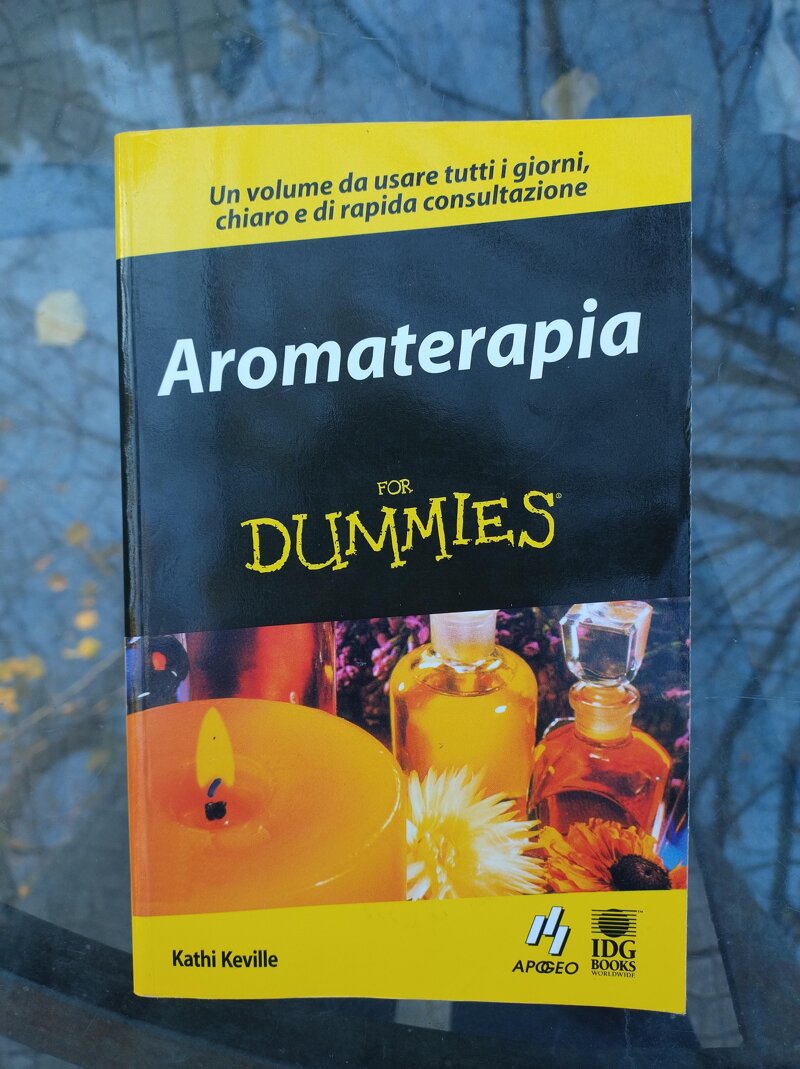 Un volume da usare tutti i giorni,
chiaro e di rapida consultazione
Aromaterapia
FOR
DUMMIES®
Kathi Keville
APOGEO
IDG
BOOKS
WORLDWIDE
™